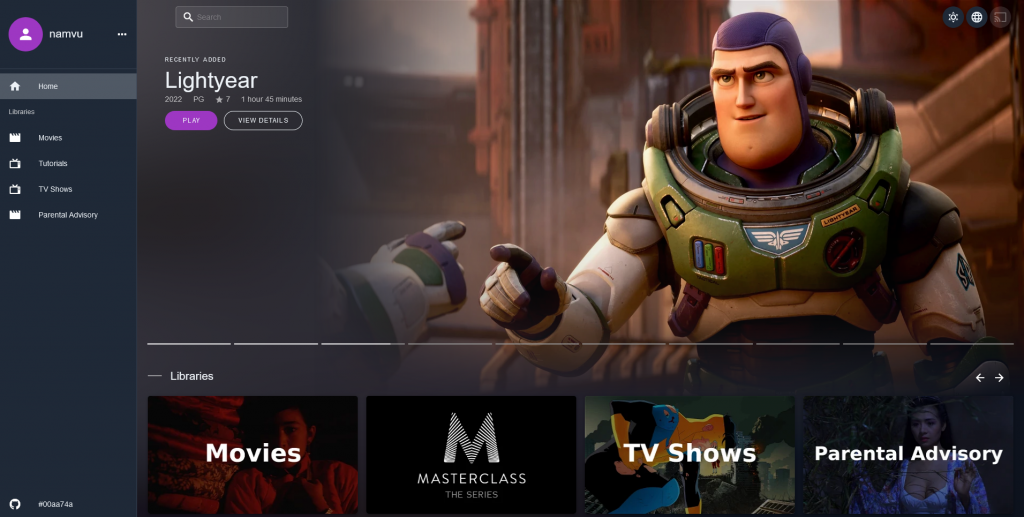 namvu
Search
Home
Libraries
Movies
Tutorials
TV Shows
Parental Advisory
#00aa74a
RECENTLY ADDED
Lightyear
2022 PG 7 1 hour 45 minutes
PLAY VIEW DETAILS
LIGHTYEAR
Libraries
Movies
MASTERCLASS
THE SERIES
TV Shows
Parental Advisory